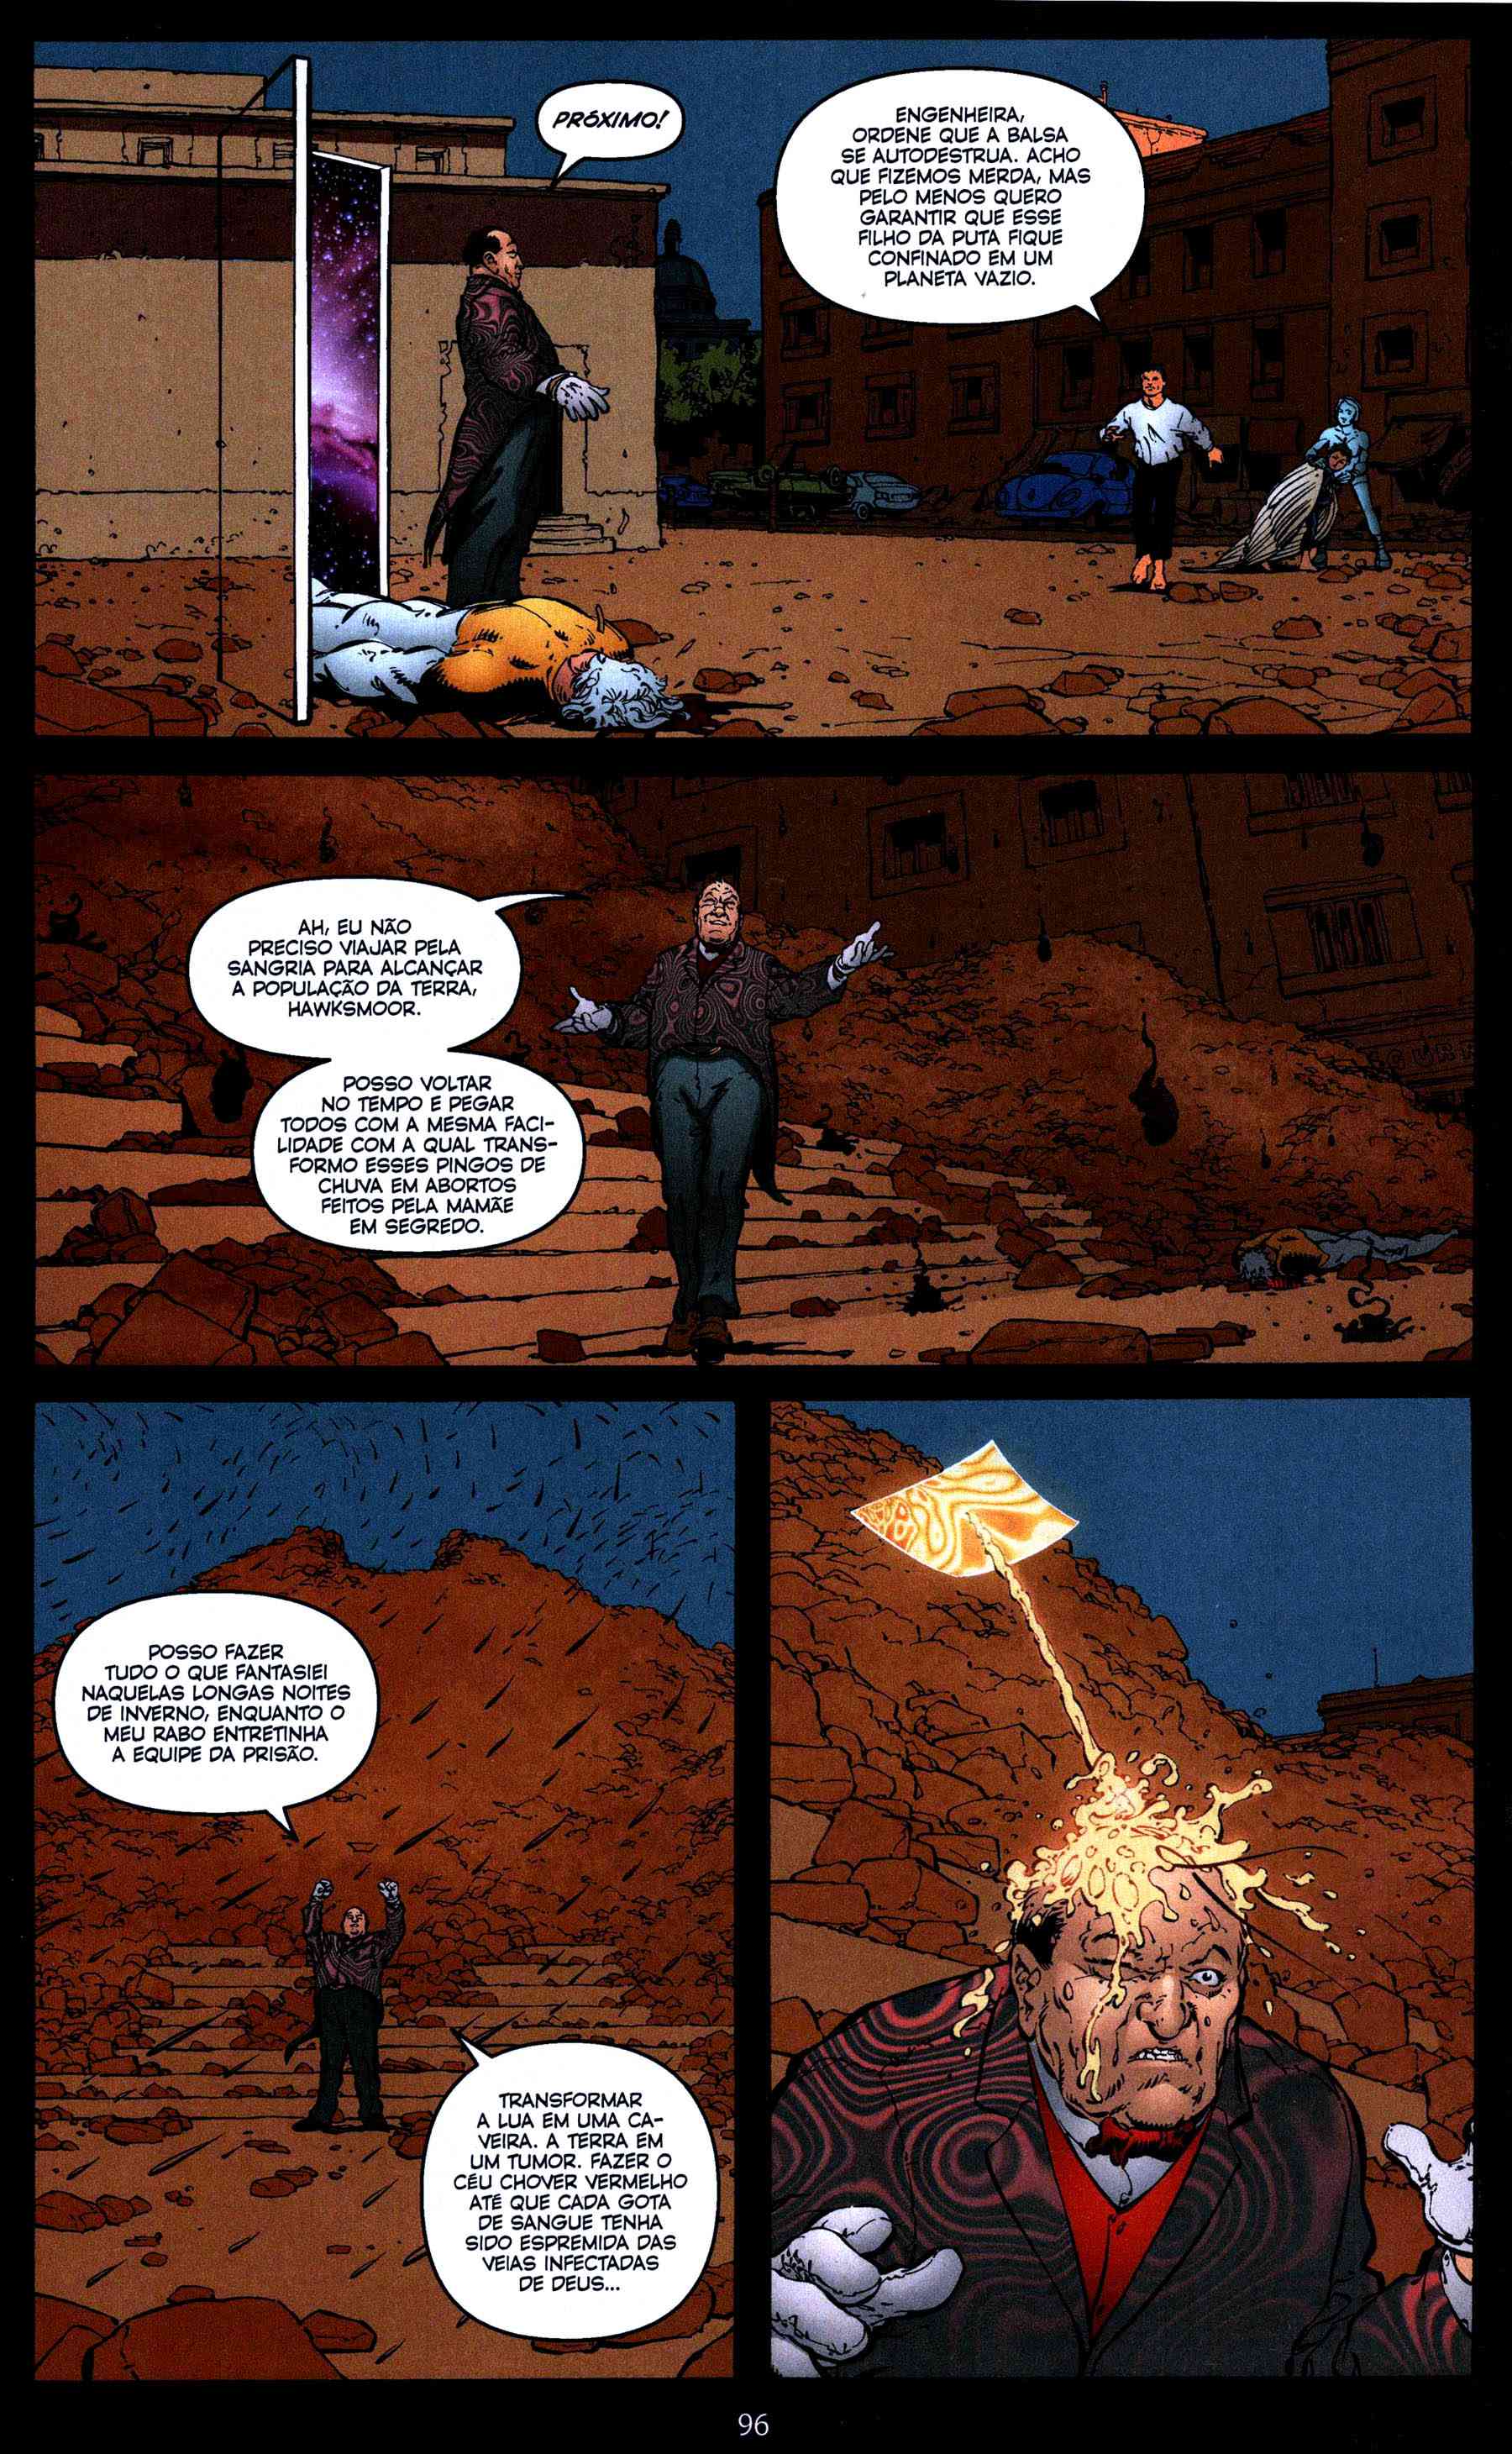 PRÓXIMO!
ENGENHEIRA,
ORDENE QUE A BALSA
SE AUTODESTRUA. ACHO
QUE FIZEMOS MERDA, MAS
PELO MENOS QUERO
GARANTIR QUE ESSE
FILHO DA PUTA FIQUE
CONFINADO EM UM
PLANETA VAZIO.
AH, EU NÃO
PRECISO VIAJAR PELA
SANGRIA PARA ALCANÇAR
A POPULAÇÃO DA TERRA,
HAWKSMOOR.
POSSO VOLTAR
NO TEMPO E PEGAR
TODOS COM A MESMA FACI-
LIDADE COM A QUAL TRANS-
FORMO ESSES PINGOS DE
CHUVA EM ABORTOS
FEITOS PELA MAMÃE
EM SEGREDO.
POSSO FAZER
TUDO O QUE FANTASIEI
NAQUELAS LONGAS NOITES
DE INVERNO, ENQUANTO O
MEU RABO ENTRETINHA
A EQUIPE DA PRISÃO.
TRANSFORMAR
A LUA EM UMA CA-
VEIRA. A TERRA EM
UM TUMOR. FAZER O
CÉU CHOVER VERMELHO
ATÉ QUE CADA GOTA
DE SANGUE TENHA
SIDO ESPREMIDA DAS
VEIAS INFECTADAS
DE DEUS...
96